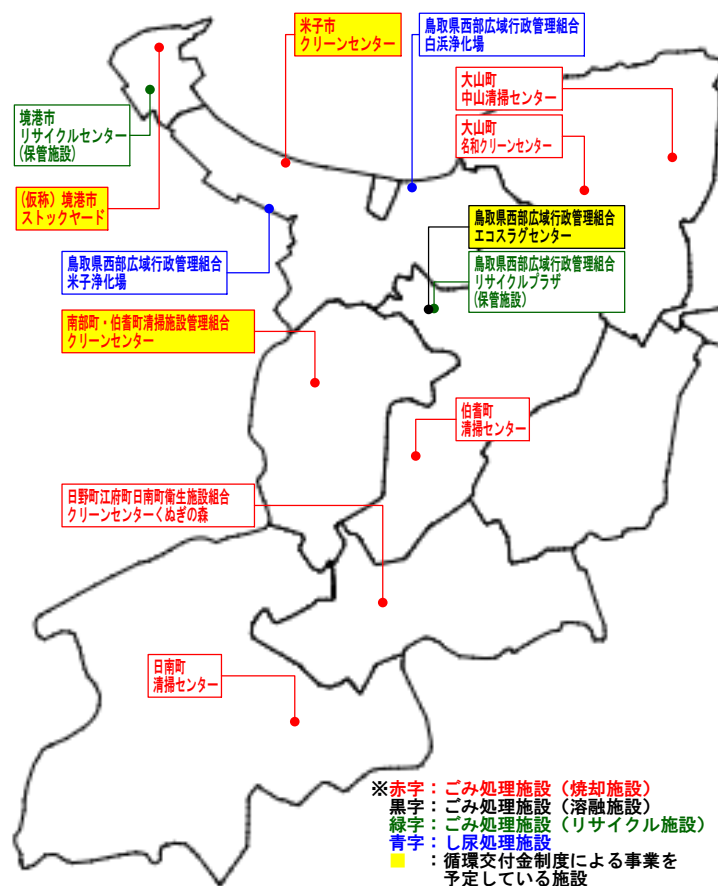 米子市
クリーンセンター
鳥取県西部広域行政管理組合
白浜浄化場
大山町
中山清掃センター
境港市
リサイクルセンター
(保管施設)
大山町
名和クリーンセンター
(仮称）境港市
ストックヤード
鳥取県西部広域行政管理組合
エコスラグセンター
鳥取県西部広域行政管理組合
米子浄化場
鳥取県西部広域行政管理組合
リサイクルプラザ
(保管施設)
南部町・伯耆町清掃施設管理組合
クリーンセンター
伯耆町
清掃センター
日野町江府町日南町衛生施設組合
クリーンセンターくぬぎの森
日南町
清掃センター
※赤字：ごみ処理施設（焼却施設）
黒字：ごみ処理施設（溶融施設）
緑字：ごみ処理施設（リサイクル施設）
青字：し尿処理施設
■：循環交付金制度による事業を
予定している施設